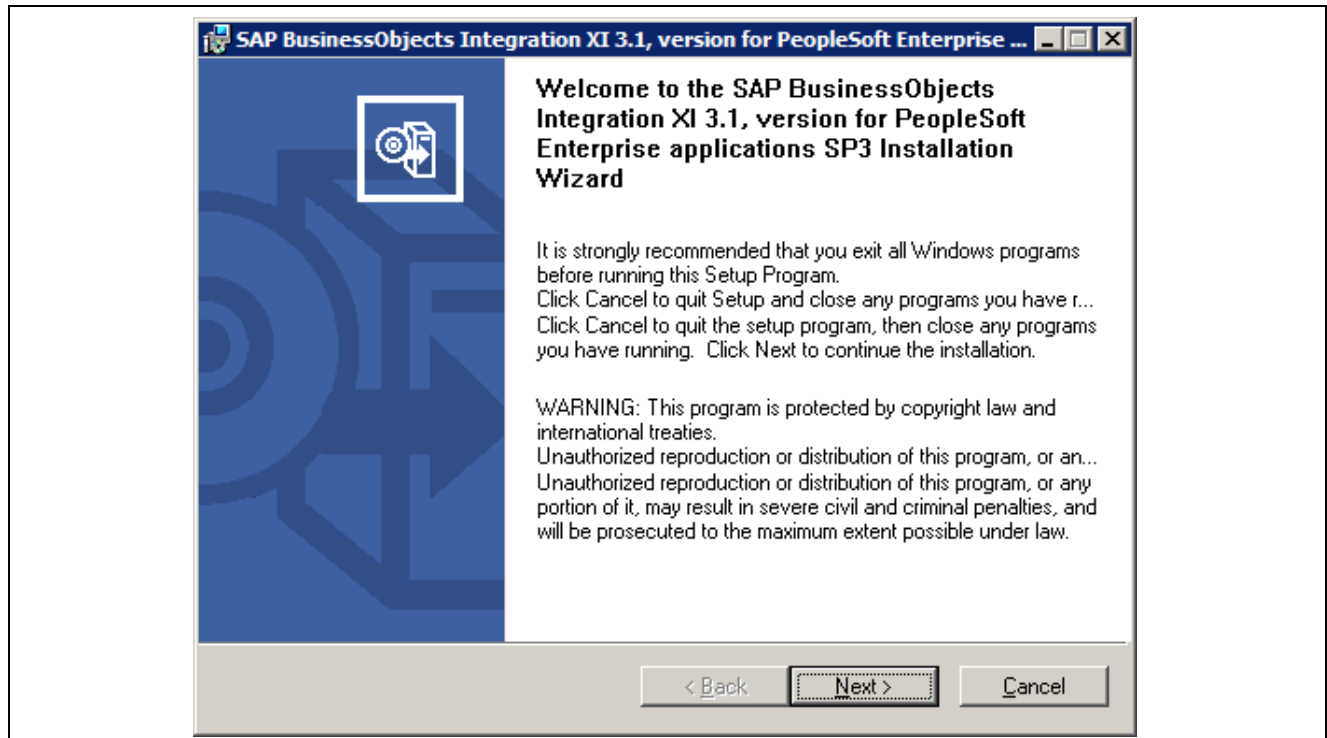 SAP BusinessObjects Integration XI 3.1, version for PeopleSoft Enterprise ...
Welcome to the SAP BusinessObjects
Integration XI 3.1, version for PeopleSoft
Enterprise applications SP3 Installation
Wizard
It is strongly recommended that you exit all Windows programs
before running this Setup Program.
Click Cancel to quit Setup and close any programs you have r...
Click Cancel to quit the setup program, then close any programs
you have running.  Click Next to continue the installation.
WARNING: This program is protected by copyright law and
international treaties.
Unauthorized reproduction or distribution of this program, or an...
Unauthorized reproduction or distribution of this program, or any
portion of it, may result in severe civil and criminal penalties, and
will be prosecuted to the maximum extent possible under law.
< Back
Next >
Cancel